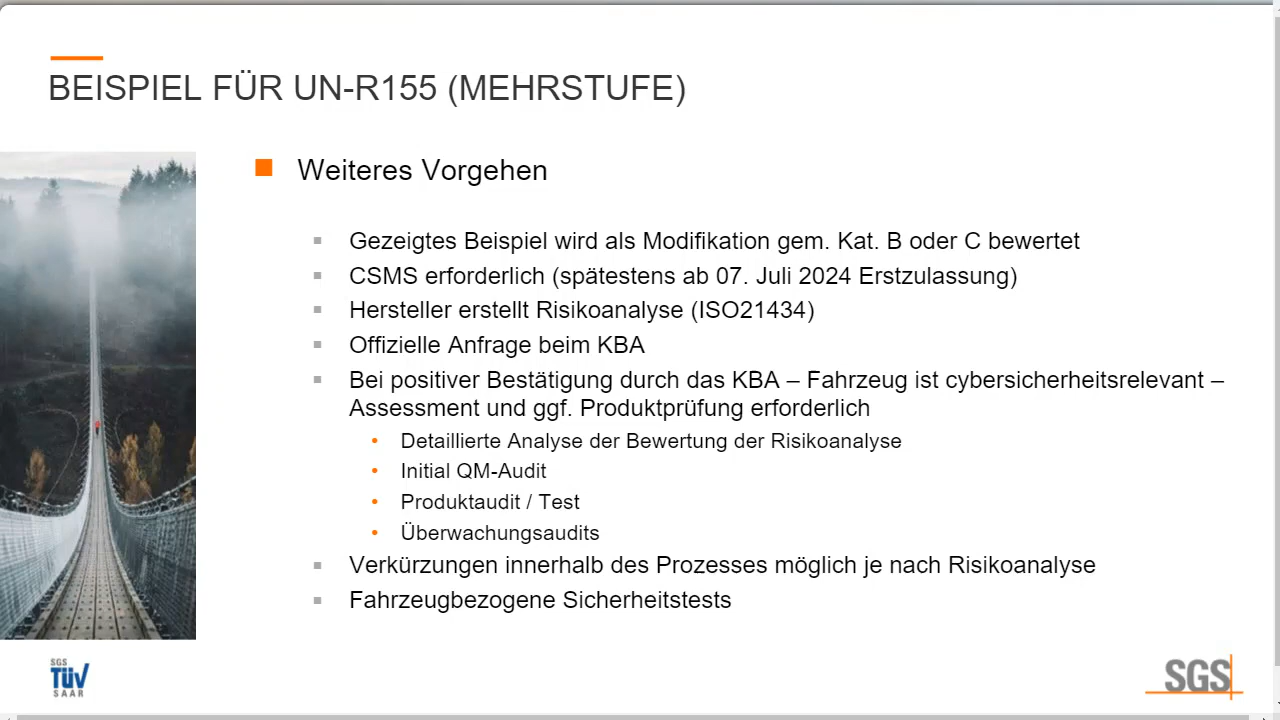 BEISPIEL FÜR UN-R155 (MEHRSTUFE)
Weiteres Vorgehen
Gezeigtes Beispiel wird als Modifikation gem. Kat. B oder C bewertet
CSMS erforderlich (spätestens ab 07. Juli 2024 Erstzulassung)
Hersteller erstellt Risikoanalyse (ISO21434)
Offizielle Anfrage beim KBA
Bei positiver Bestätigung durch das KBA – Fahrzeug ist cybersicherheitsrelevant –
Assessment und ggf. Produktprüfung erforderlich
Detaillierte Analyse der Bewertung der Risikoanalyse
Initial QM-Audit
Produktaudit / Test
Überwachungsaudits
Verkürzungen innerhalb des Prozesses möglich je nach Risikoanalyse
Fahrzeugbezogene Sicherheitstests
SGS
TÜV
SAAR
SGS